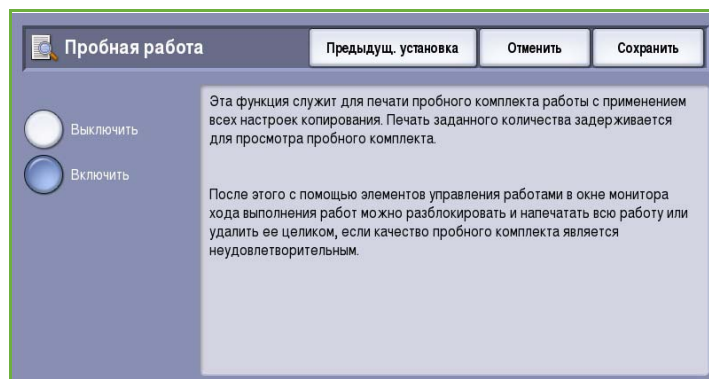 Пробная работа
Предыдущ. установка
Отменить
Сохранить
Выключить
Включить
Эта функция служит для печати пробного комплекта работы с применением
всех настроек копирования. Печать заданного количества задерживается
для просмотра пробного комплекта.
После этого с помощью элементов управления работами в окне монитора
хода выполнения работ можно разблокировать и напечатать всю работу или
удалить ее целиком, если качество пробного комплекта является
неудовлетворительным.